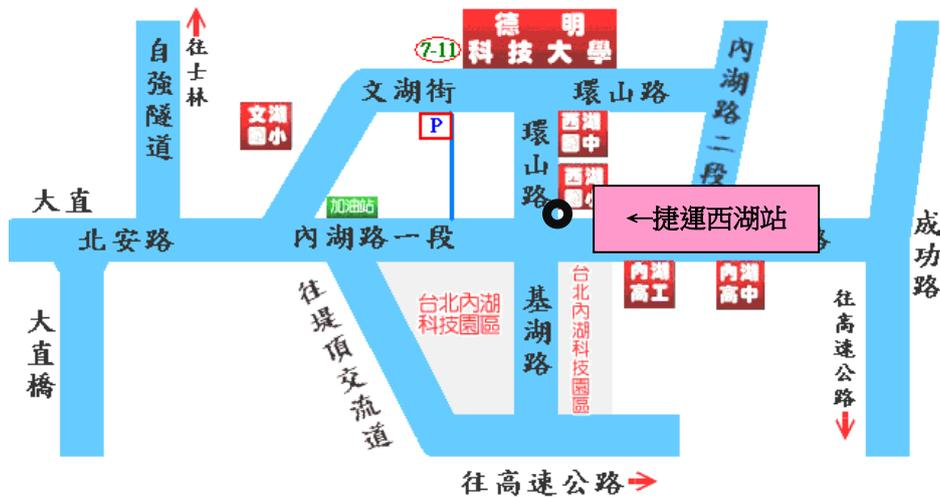 德明
科技大學
7-11
往士林
自強隧道
文湖街
環山路
內湖路二段
文湖
國小
P
西湖
國中
環山路
西湖
國小
大直
加油站
←捷運西湖站
北安路
內湖路一段
路
成功路
內湖
高工
內湖
高中
台北內湖
科技園區
台北內湖科技園區
基湖路
往堤頂交流道
大直橋
往高速公路
往高速公路